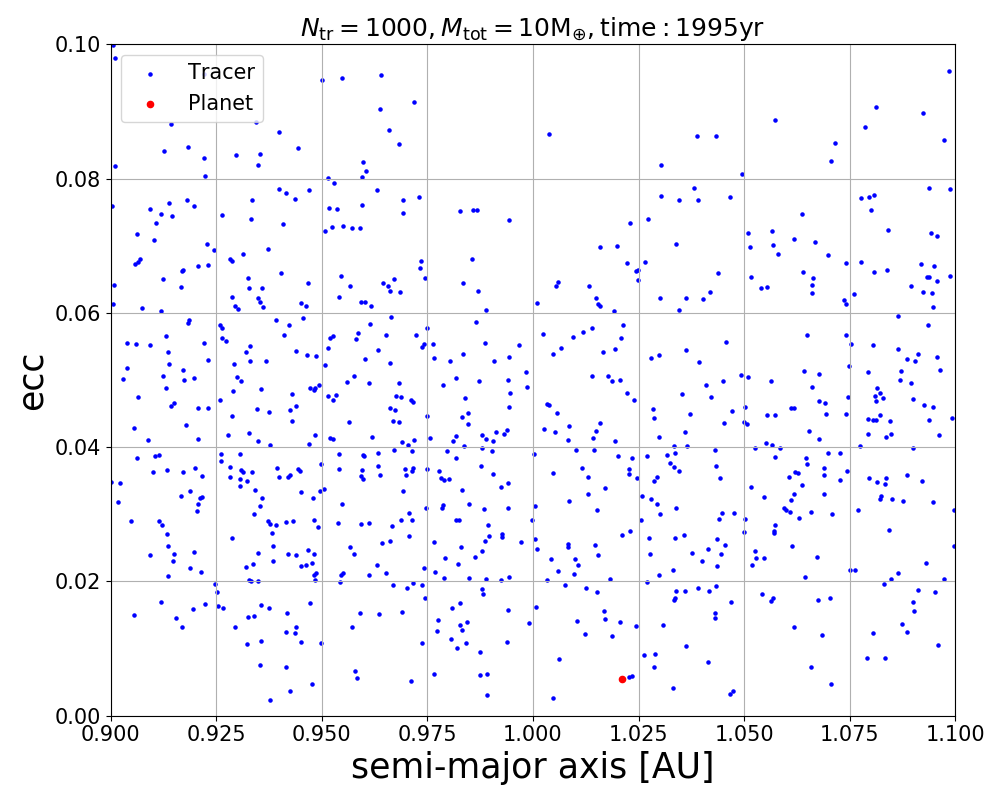 N_tr = 1000, M_tot = 10M_⊕, time : 1995yr
Tracer
Planet
0.10
0.08
0.06
0.04
0.02
0.00
ecc
0.900 0.925 0.950 0.975 1.000 1.025 1.050 1.075 1.100
semi-major axis [AU]